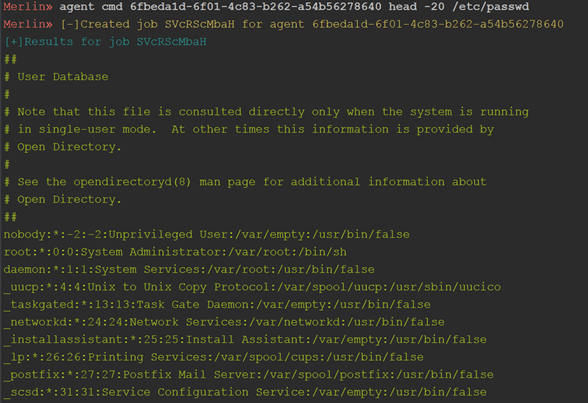 Merlin» agent cmd 6fbeda1d-6f01-4c83-b262-a54b56278640 head -20 /etc/passwd
Merlin» [-]Created job SVcRScMbaH for agent 6fbeda1d-6f01-4c83-b262-a54b56278640
[+]Results for job SVcRScMbaH
##
# User Database
#
# Note that this file is consulted directly only when the system is running
# in single-user mode.  At other times this information is provided by
# Open Directory.
#
# See the opendirectoryd(8) man page for additional information about
# Open Directory.
##
nobody:*:-2:-2:Unprivileged User:/var/empty:/usr/bin/false
root:*:0:0:System Administrator:/var/root:/bin/sh
daemon:*:1:1:System Services:/var/root:/usr/bin/false
_uucp:*:4:4:Unix to Unix Copy Protocol:/var/spool/uucp:/usr/sbin/uucico
_taskgated:*:13:13:Task Gate Daemon:/var/empty:/usr/bin/false
_networkd:*:24:24:Network Services:/var/networkd:/usr/bin/false
_installassistant:*:25:25:Install Assistant:/var/empty:/usr/bin/false
_lp:*:26:26:Printing Services:/var/spool/cups:/usr/bin/false
_postfix:*:27:27:Postfix Mail Server:/var/spool/postfix:/usr/bin/false
_scsd:*:31:31:Service Configuration Service:/var/empty:/usr/bin/false